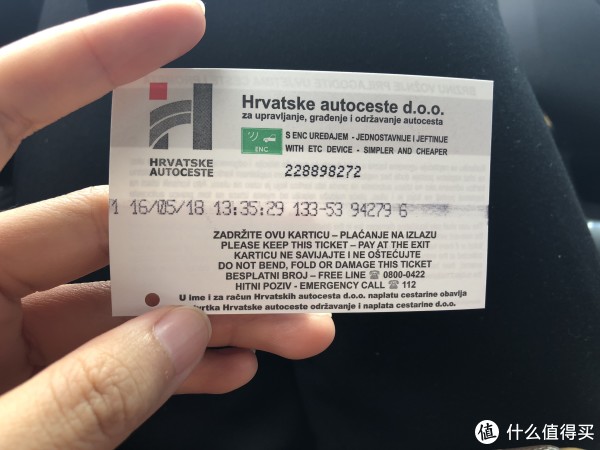 Hrvatske autoceste d.o.o.
za upravljanje, građenje i održavanje autocesta
ENC
S ENC UREĐAJEM - JEDNOSTAVNIJE I JEFTINIJE
WITH ETC DEVICE - SIMPLER AND CHEAPER
HRVATSKE
AUTOCESTE
228898272
1 16/05/18 13:35:29 133-53 94279 6
ZADRŽITE OVU KARTICU – PLAĆANJE NA IZLAZU
PLEASE KEEP THIS TICKET – PAY AT THE EXIT
KARTICU NE SAVIJAJTE I NE OŠTEĆUJTE
DO NOT BEND, FOLD OR DAMAGE THIS TICKET
BESPLATNI BROJ – FREE LINE ☎ 0800-0422
HITNI POZIV - EMERGENCY CALL ☎ 112
U ime i za račun Hrvatskih autocesta d.o.o. naplatu cestarine obavlja
tvrtka Hrvatske autoceste održavanje i naplata cestarine d.o.o.
值 什么值得买